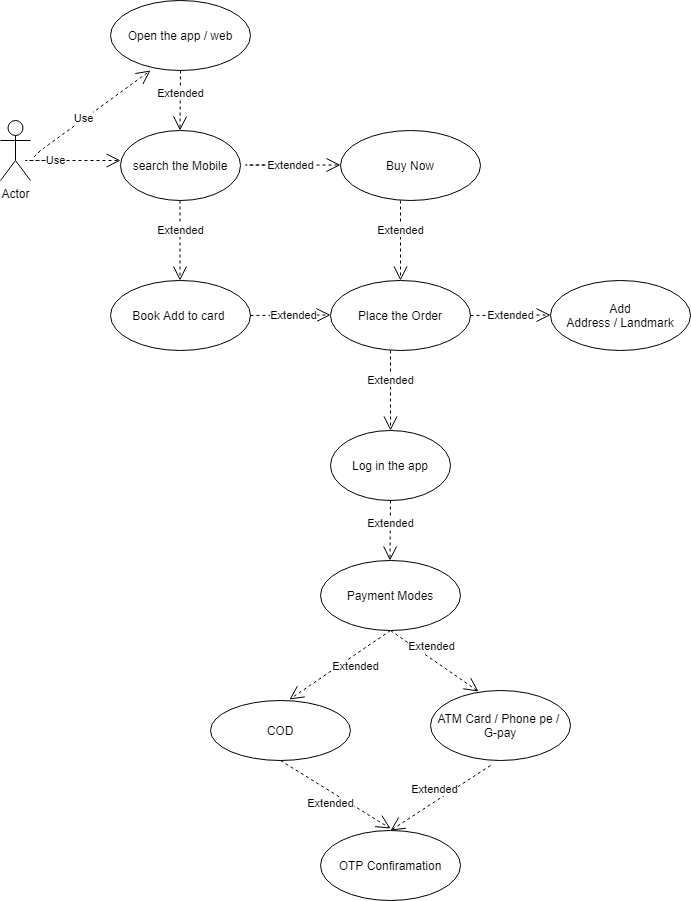 Open the app / web
Extended
Use
Use
search the Mobile
Extended
Buy Now
Actor
Extended
Extended
Book Add to card
Extended
Place the Order
Extended
Add
Address / Landmark
Extended
Log in the app
Extended
Payment Modes
Extended
Extended
COD
ATM Card / Phone pe /
G-pay
Extended
Extended
OTP Confiramation